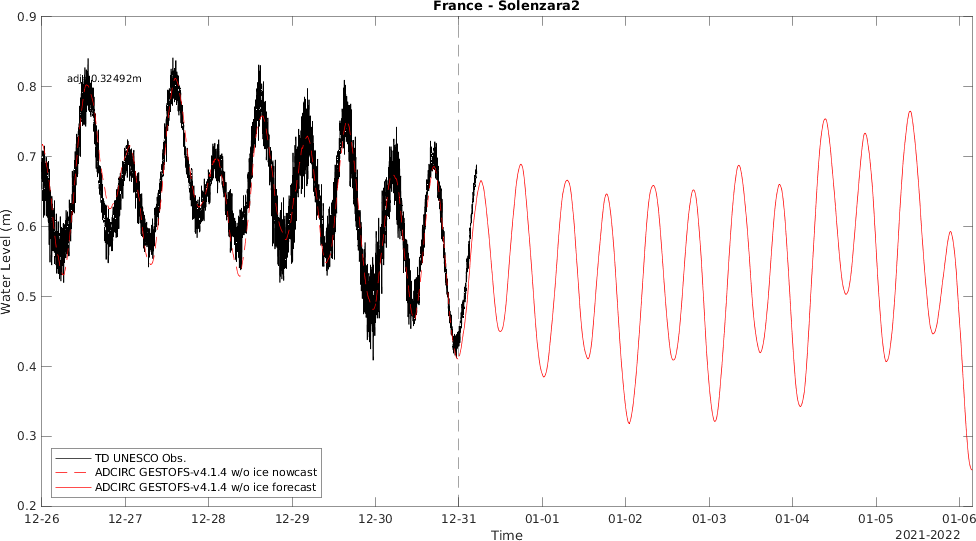 France - Solenzara2
0.9
0.8
0.7
0.6
0.5
0.4
0.3
0.2
Water Level (m)
0.32492m
TD UNESCO Obs.
ADCIRC GESTOFS-v4.1.4 w/o ice nowcast
ADCIRC GESTOFS-v4.1.4 w/o ice forecast
12-26 12-27 12-28 12-29 12-30 12-31 01-01 01-02 01-03 01-04 01-05 01-06
Time
2021-2022